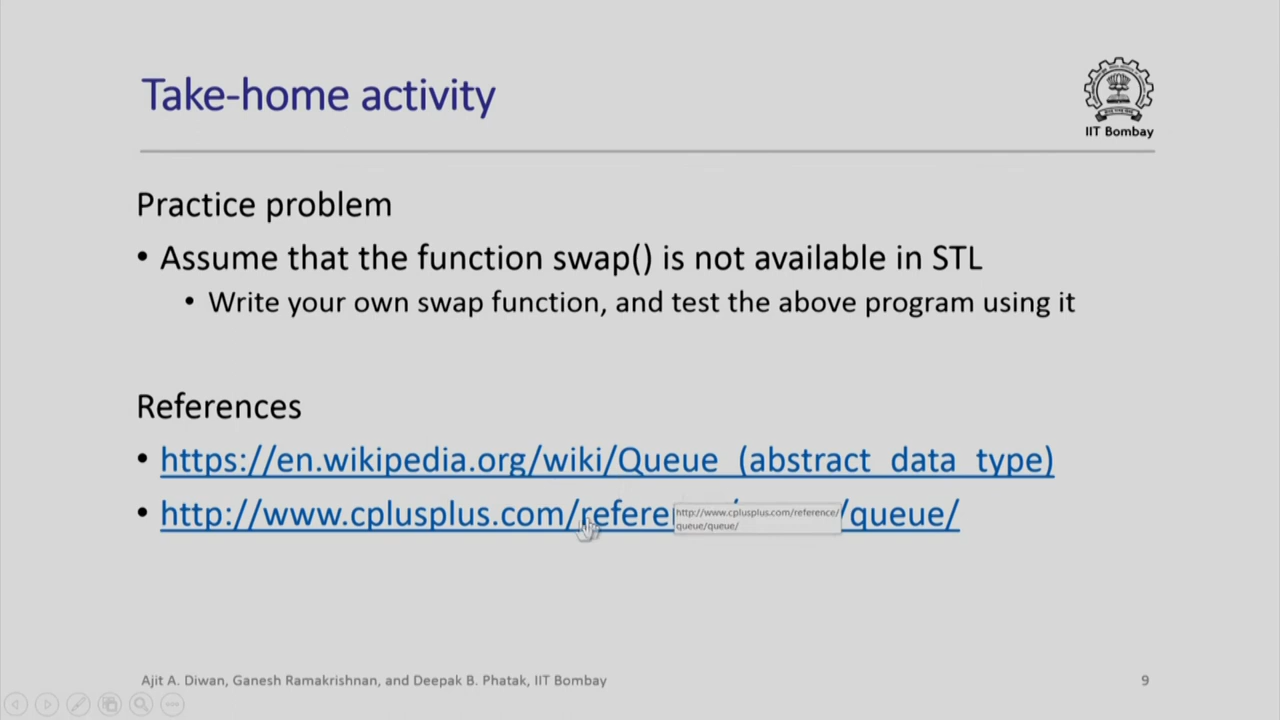 Take-home activity
IIT Bombay
Practice problem
• Assume that the function swap() is not available in STL
• Write your own swap function, and test the above program using it
References
• https://en.wikipedia.org/wiki/Queue_(abstract_data_type)
• http://www.cplusplus.com/refere /queue/
http://www.cplusplus.com/reference/
queue/queue/
Ajit A. Diwan, Ganesh Ramakrishnan, and Deepak B. Phatak, IIT Bombay
9